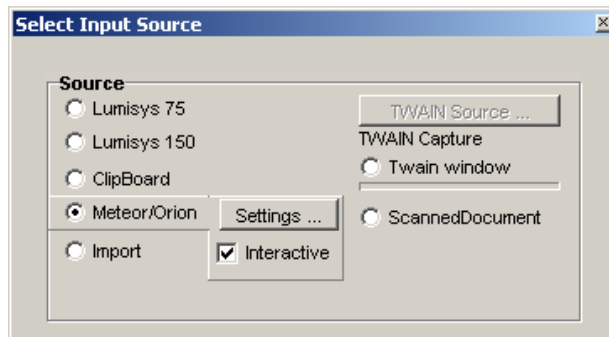 Select Input Source
Source
Lumisys 75
TWAIN Source ...
Lumisys 150
TWAIN Capture
ClipBoard
Twain window
Meteor/Orion
Settings ...
ScannedDocument
Import
Interactive